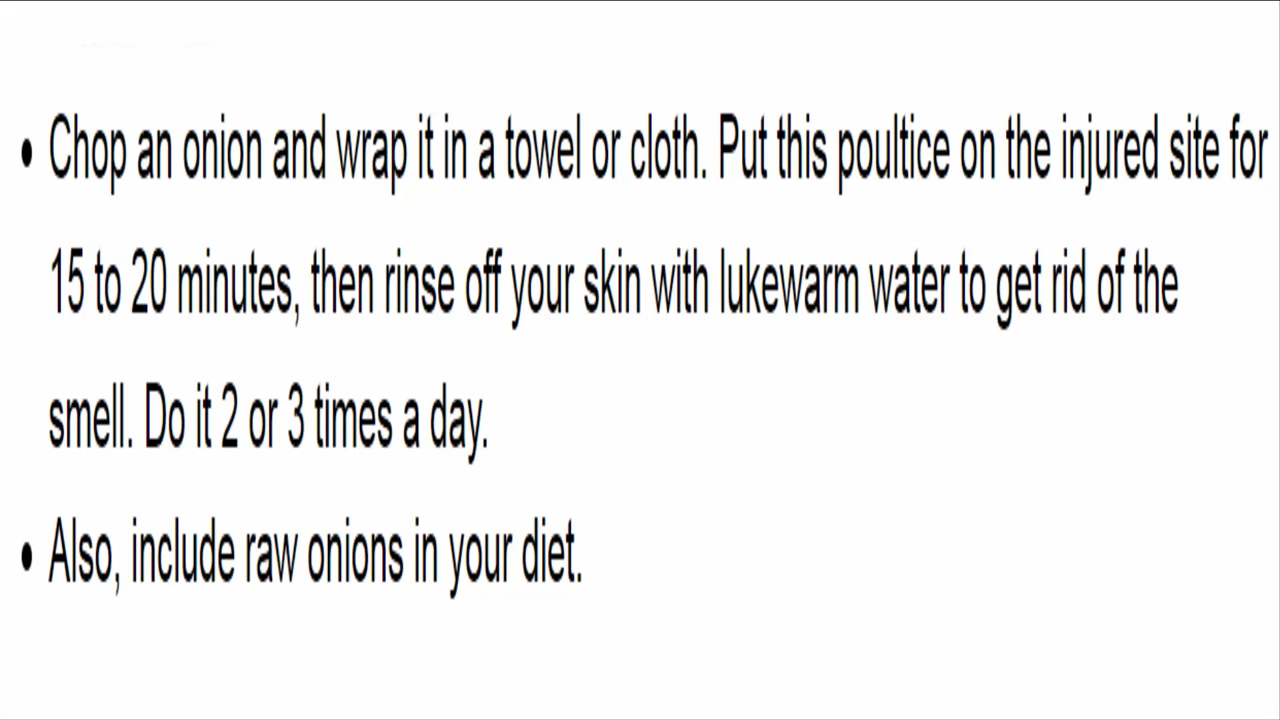 • Chop an onion and wrap it in a towel or cloth. Put this poultice on the injured site for
15 to 20 minutes, then rinse off your skin with lukewarm water to get rid of the
smell. Do it 2 or 3 times a day.
• Also, include raw onions in your diet.